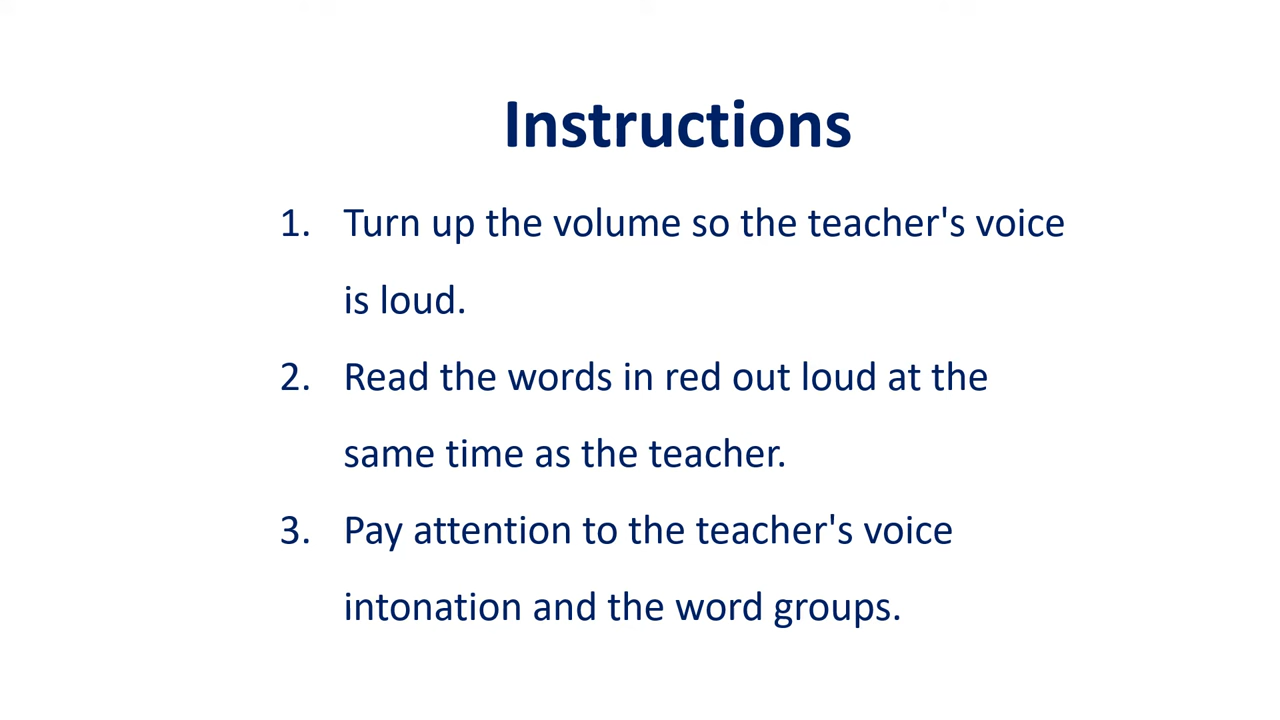 Instructions
1. Turn up the volume so the teacher's voice
is loud.
2. Read the words in red out loud at the
same time as the teacher.
3. Pay attention to the teacher's voice
intonation and the word groups.